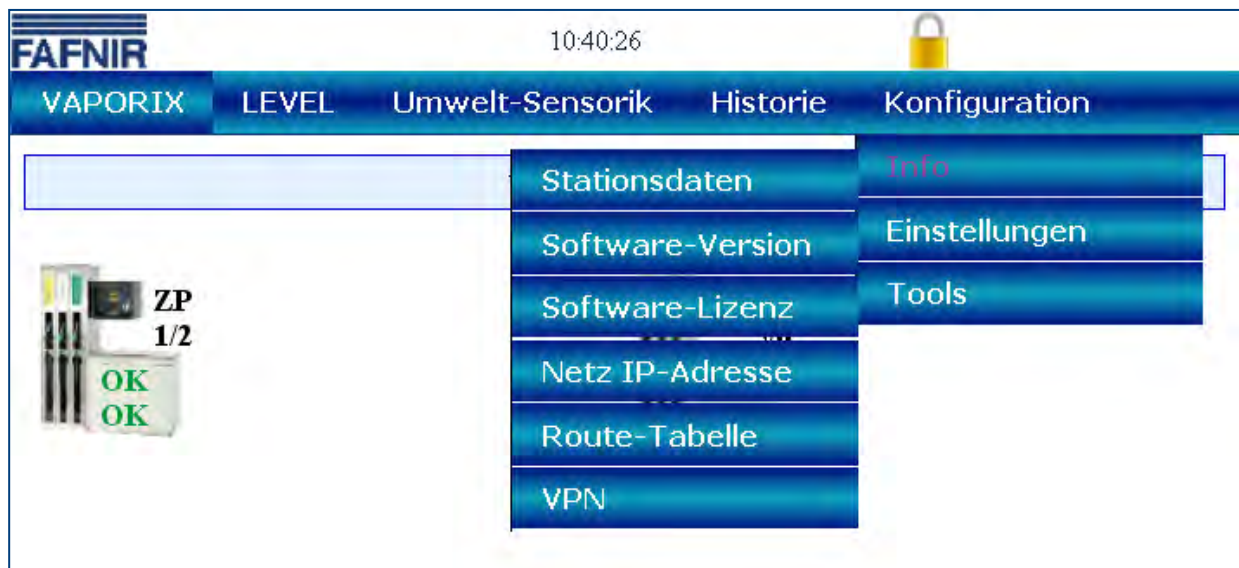 FAFNIR
10:40:26
VAPORIX LEVEL Umwelt-Sensorik Historie Konfiguration
Info
Einstellungen
Tools
Stationsdaten
Software-Version
Software-Lizenz
Netz IP-Adresse
Route-Tabelle
VPN
ZP
1/2
OK
OK